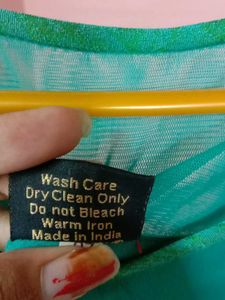 Wash Care
Dry Clean Only
Do not Bleach
Warm Iron
Made in India